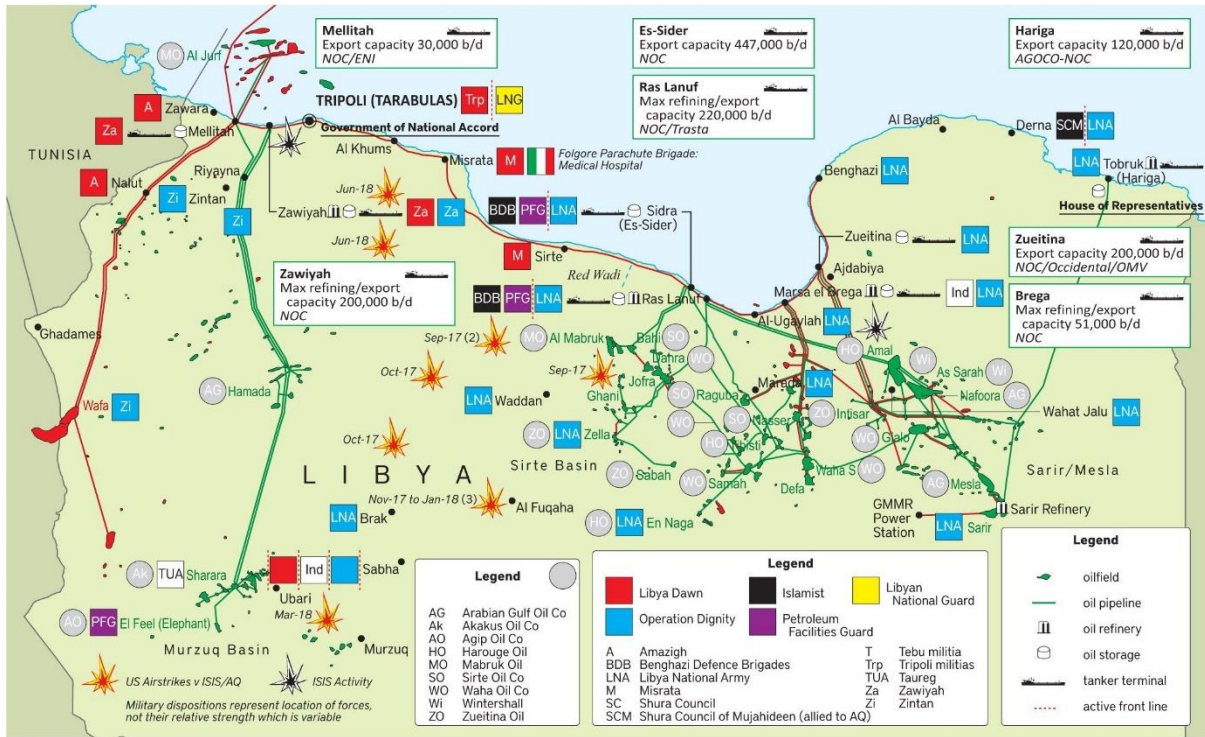 Mellitah
Export capacity 30,000 b/d
NOC/ENI
Es-Sider
Export capacity 447,000 b/d
NOC
Ras Lanuf
Max refining/export
capacity 220,000 b/d
NOC/Trasta
Hariga
Export capacity 120,000 b/d
AGOCO-NOC
MO Al Jurf
A
Zawara
Za
Mellitah
TUNISIA
TRIPOLI (TARABULAS) Trp LNG
Government of National Accord
Al Khums
Misrata M Folgore Parachute Brigade:
Medical Hospital
Al Bayda
Derna SCM LNA
LNA Tobruk
(Hariga)
House of Representatives
Benghazi LNA
A Nalut
Riyayna
Zi Zintan
Zi
Jun-18
Zawiyah Za Za
Jun-18
BDB PFG LNA Sidra
(Es-Sider)
M Sirte
Red Wadi
BDB PFG LNA Ras Lanuf
Zueitina LNA
Ajdabiya
Marsa el Brega Ind LNA
Al-Ugaylah LNA
Zueitina
Export capacity 200,000 b/d
NOC/Occidental/OMV
Brega
Max refining/export
capacity 51,000 b/d
NOC
Zawiyah
Max refining/export
capacity 200,000 b/d
NOC
Ghadames
Sep-17 (2)
MO Al Mabruk
Bahi SO
Dahra WO
HO Amal
Wi
As Sarah Wi
Oct-17
Sep-17
Jofra
Ghani
SO Raguba
Marada LNA
Nafoora AG
AG Hamada
Wafa Zi
LNA Waddan
WO
SO Nasser
ZO Intisar
Wahat Jalu LNA
ZO LNA Zella
HO Tibisti
WO Gialo
Oct-17
Sirte Basin
ZO Sabah
WO Samah
Waha S WO
Defa
AG Mesla
Sarir/Mesla
LIBYA
Nov-17 to Jan-18 (3) Al Fuqaha
LNA Brak
HO LNA En Naga
GMMR
Power
Station
LNA Sarir
Sarir Refinery
Ak TUA Sharara
Ind
Sabha
Ubari
Mar-18
AO PFG El Feel (Elephant)
Murzuq Basin
Murzuq
US Airstrikes v ISIS/AQ
ISIS Activity
Military dispositions represent location of forces,
not their relative strength which is variable
Legend
AG Arabian Gulf Oil Co
Ak Akakus Oil Co
AO Agip Oil Co
HO Harouge Oil
MO Mabruk Oil
SO Sirte Oil Co
WO Waha Oil Co
Wi Wintershall
ZO Zueitina Oil
Legend
Libya Dawn
Islamist
Libyan
National Guard
Operation Dignity
Petroleum
Facilities Guard
A Amazigh
BDB Benghazi Defence Brigades
LNA Libya National Army
M Misrata
SC Shura Council
SCM Shura Council of Mujahideen (allied to AQ)
T Tebu militia
Trp Tripoli militias
TUA Taureg
Za Zawiyah
Zi Zintan
Legend
oilfield
oil pipeline
oil refinery
oil storage
tanker terminal
active front line